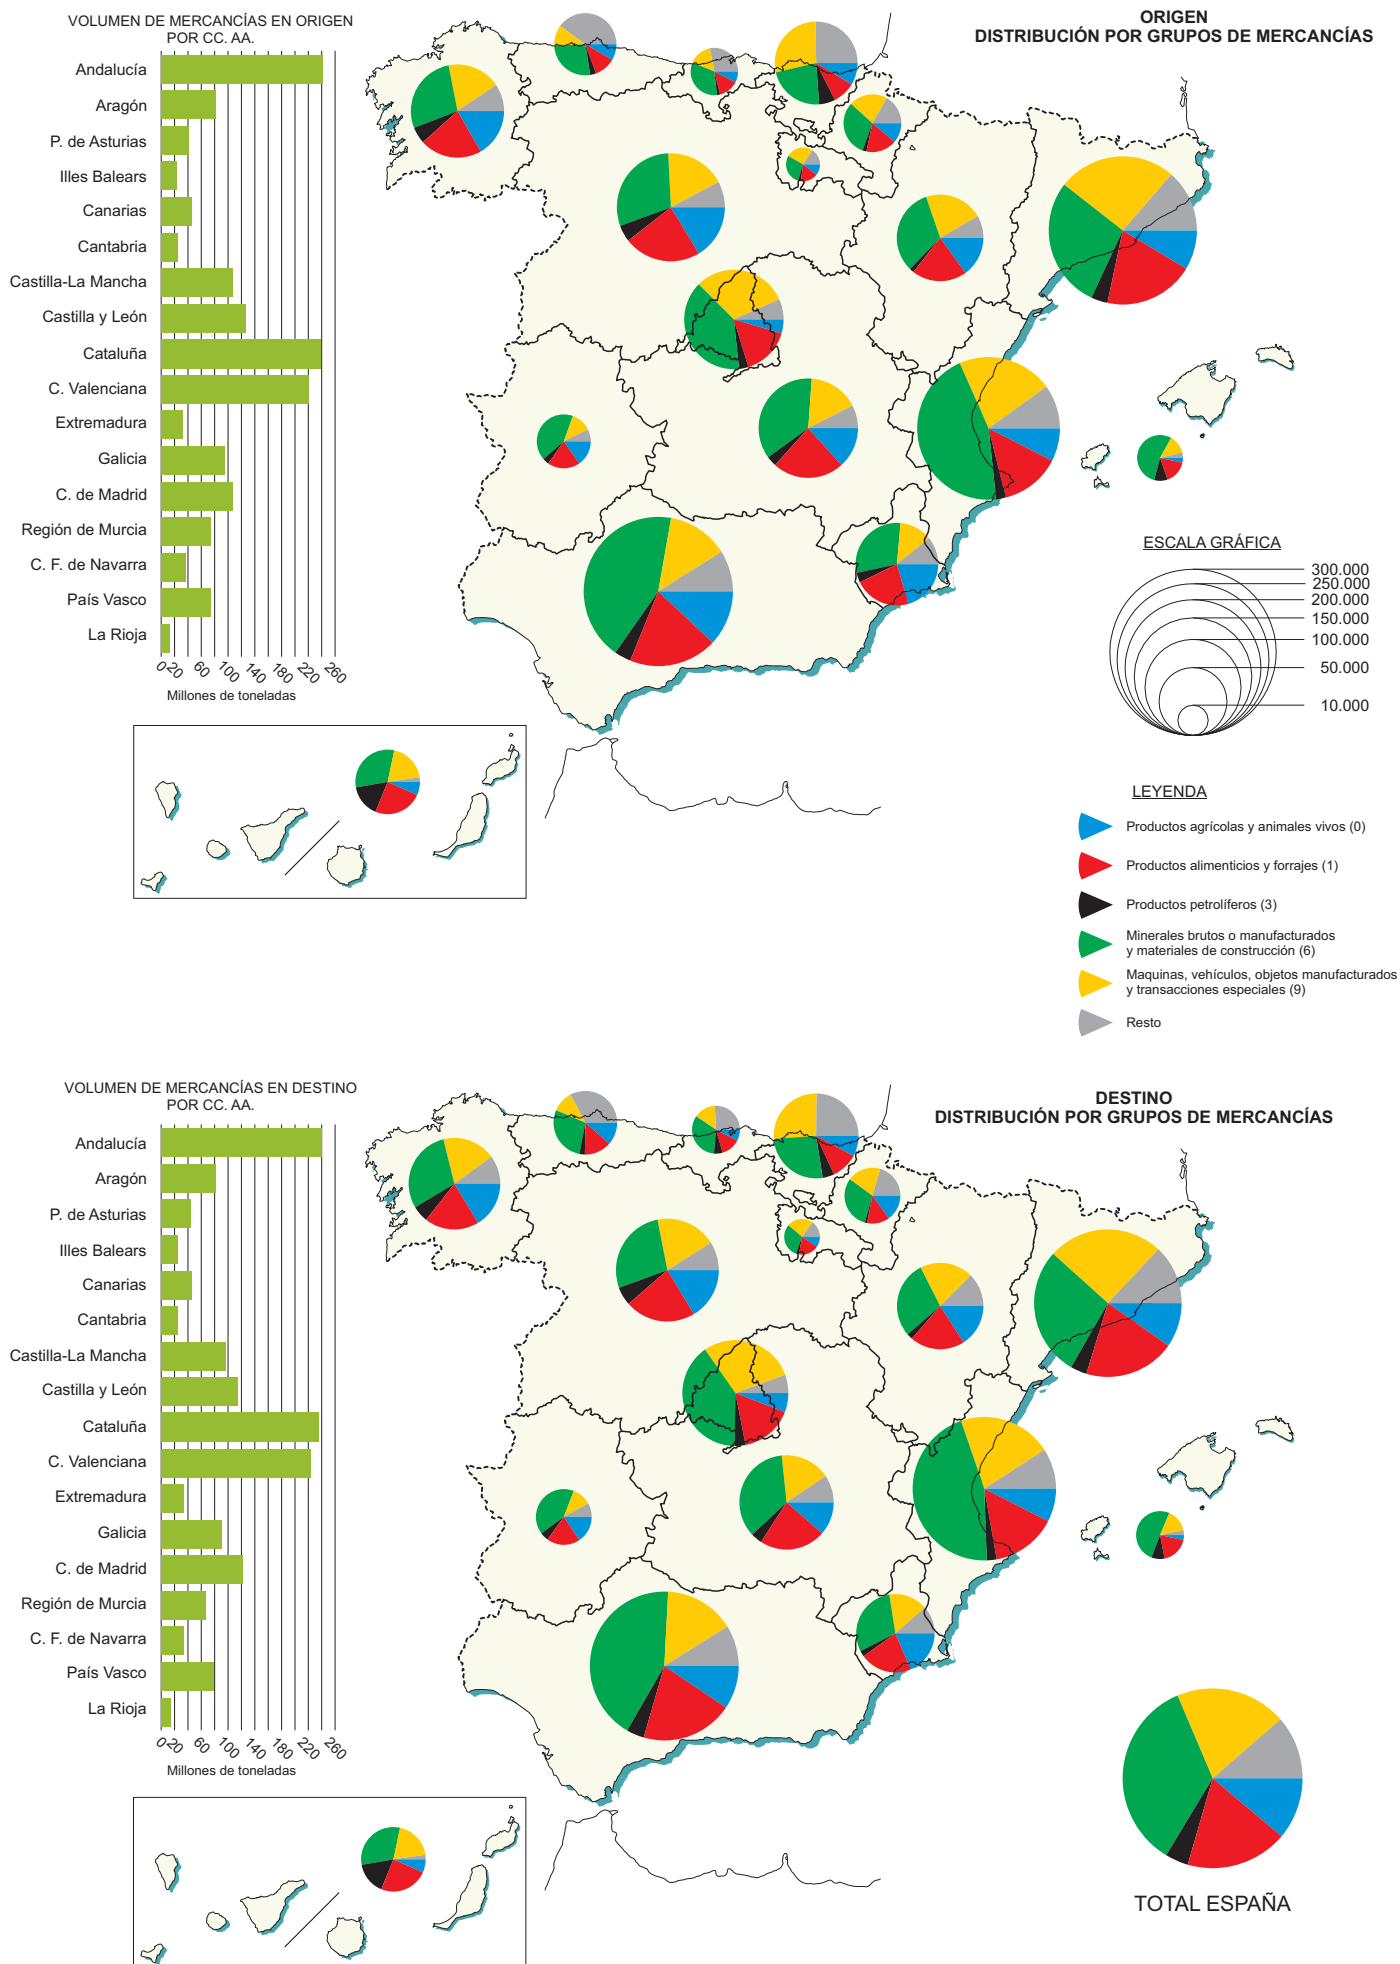 VOLUMEN DE MERCANCÍAS EN ORIGEN
POR CC. AA.
Andalucía
Aragón
P. de Asturias
Illes Balears
Canarias
Cantabria
Castilla-La Mancha
Castilla y León
Cataluña
C. Valenciana
Extremadura
Galicia
C. de Madrid
Región de Murcia
C. F. de Navarra
País Vasco
La Rioja
0 20 60 100 140 180 220 260
Millones de toneladas
ORIGEN
DISTRIBUCIÓN POR GRUPOS DE MERCANCÍAS
ESCALA GRÁFICA
300.000
250.000
200.000
150.000
100.000
50.000
10.000
LEYENDA
Productos agrícolas y animales vivos (0)
Productos alimenticios y forrajes (1)
Productos petrolíferos (3)
Minerales brutos o manufacturados
y materiales de construcción (6)
Maquinas, vehículos, objetos manufacturados
y transacciones especiales (9)
Resto
VOLUMEN DE MERCANCÍAS EN DESTINO
POR CC. AA.
Andalucía
Aragón
P. de Asturias
Illes Balears
Canarias
Cantabria
Castilla-La Mancha
Castilla y León
Cataluña
C. Valenciana
Extremadura
Galicia
C. de Madrid
Región de Murcia
C. F. de Navarra
País Vasco
La Rioja
0 20 60 100 140 180 220 260
Millones de toneladas
DESTINO
DISTRIBUCIÓN POR GRUPOS DE MERCANCÍAS
TOTAL ESPAÑA